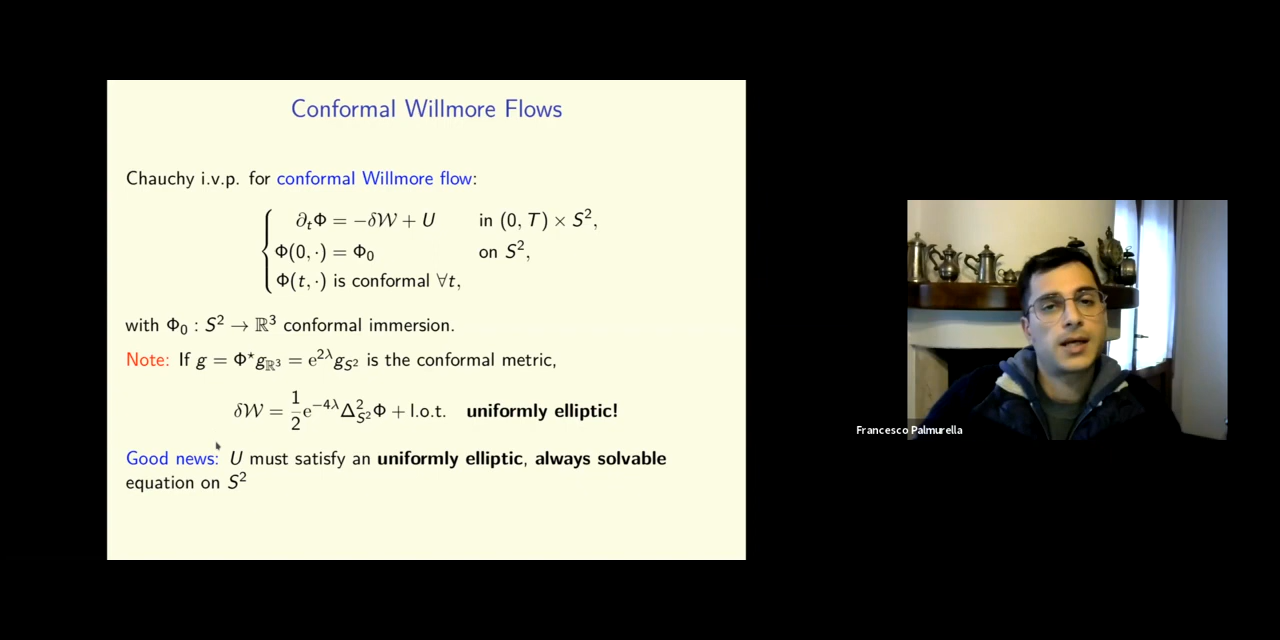 Conformal Willmore Flows
Chauchy i.v.p. for conformal Willmore flow:
∂ₜΦ = −δ𝒲 + U in (0, T) × S²,
Φ(0, ·) = Φ₀ on S²,
Φ(t, ·) is conformal ∀t,
with Φ₀ : S² → ℝ³ conformal immersion.
Note: If g = Φ*g_ℝ³ = e^{2λ}g_{S²} is the conformal metric,
δ𝒲 = 1/2 e^{−4λ}Δ²_{S²}Φ + l.o.t. uniformly elliptic!
Good news: U must satisfy an uniformly elliptic, always solvable
equation on S²
Francesco Palmurella